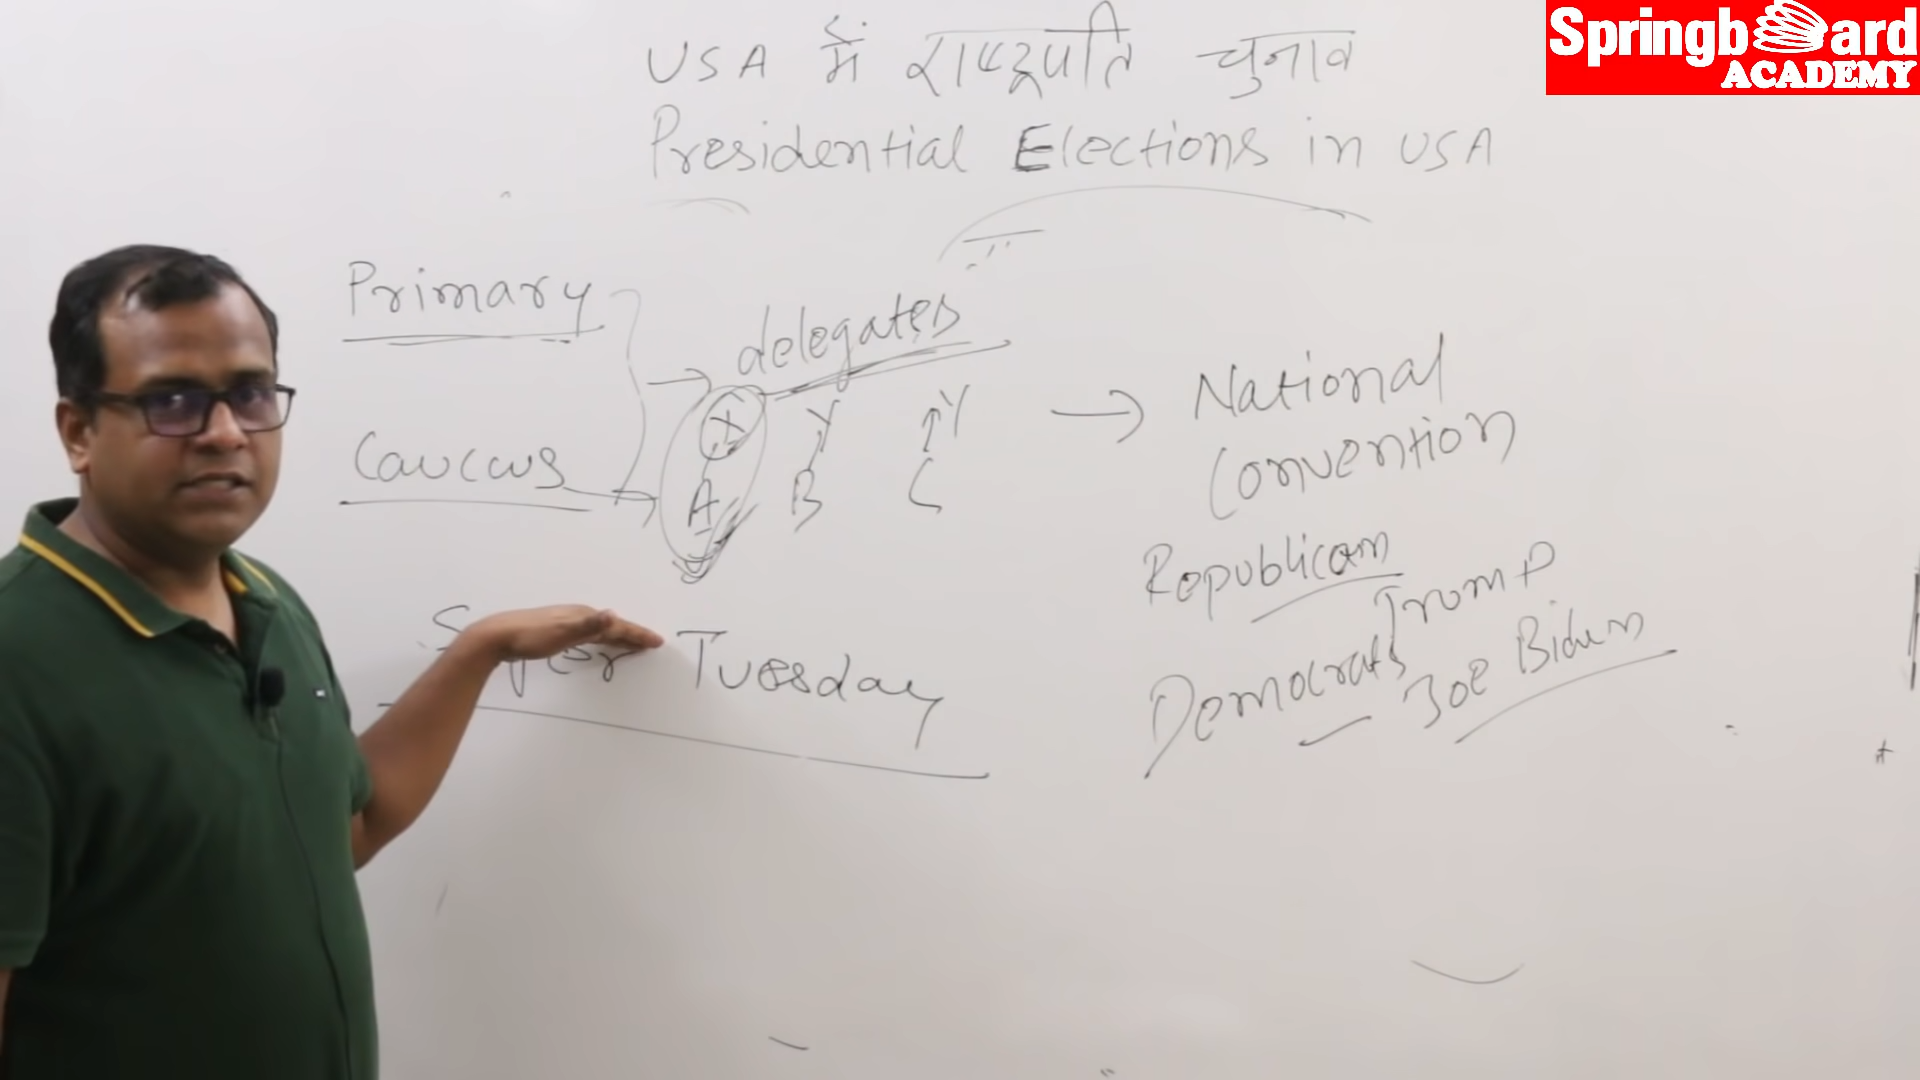 Springboard
ACADEMY
USA में राष्ट्रपति चुनाव
Presidential Elections in USA
Primary
delegates
X Y Y
Caucus
A B C
→ National
Convention
Republican
Trump
Democrats
Joe Biden
Super Tuesday